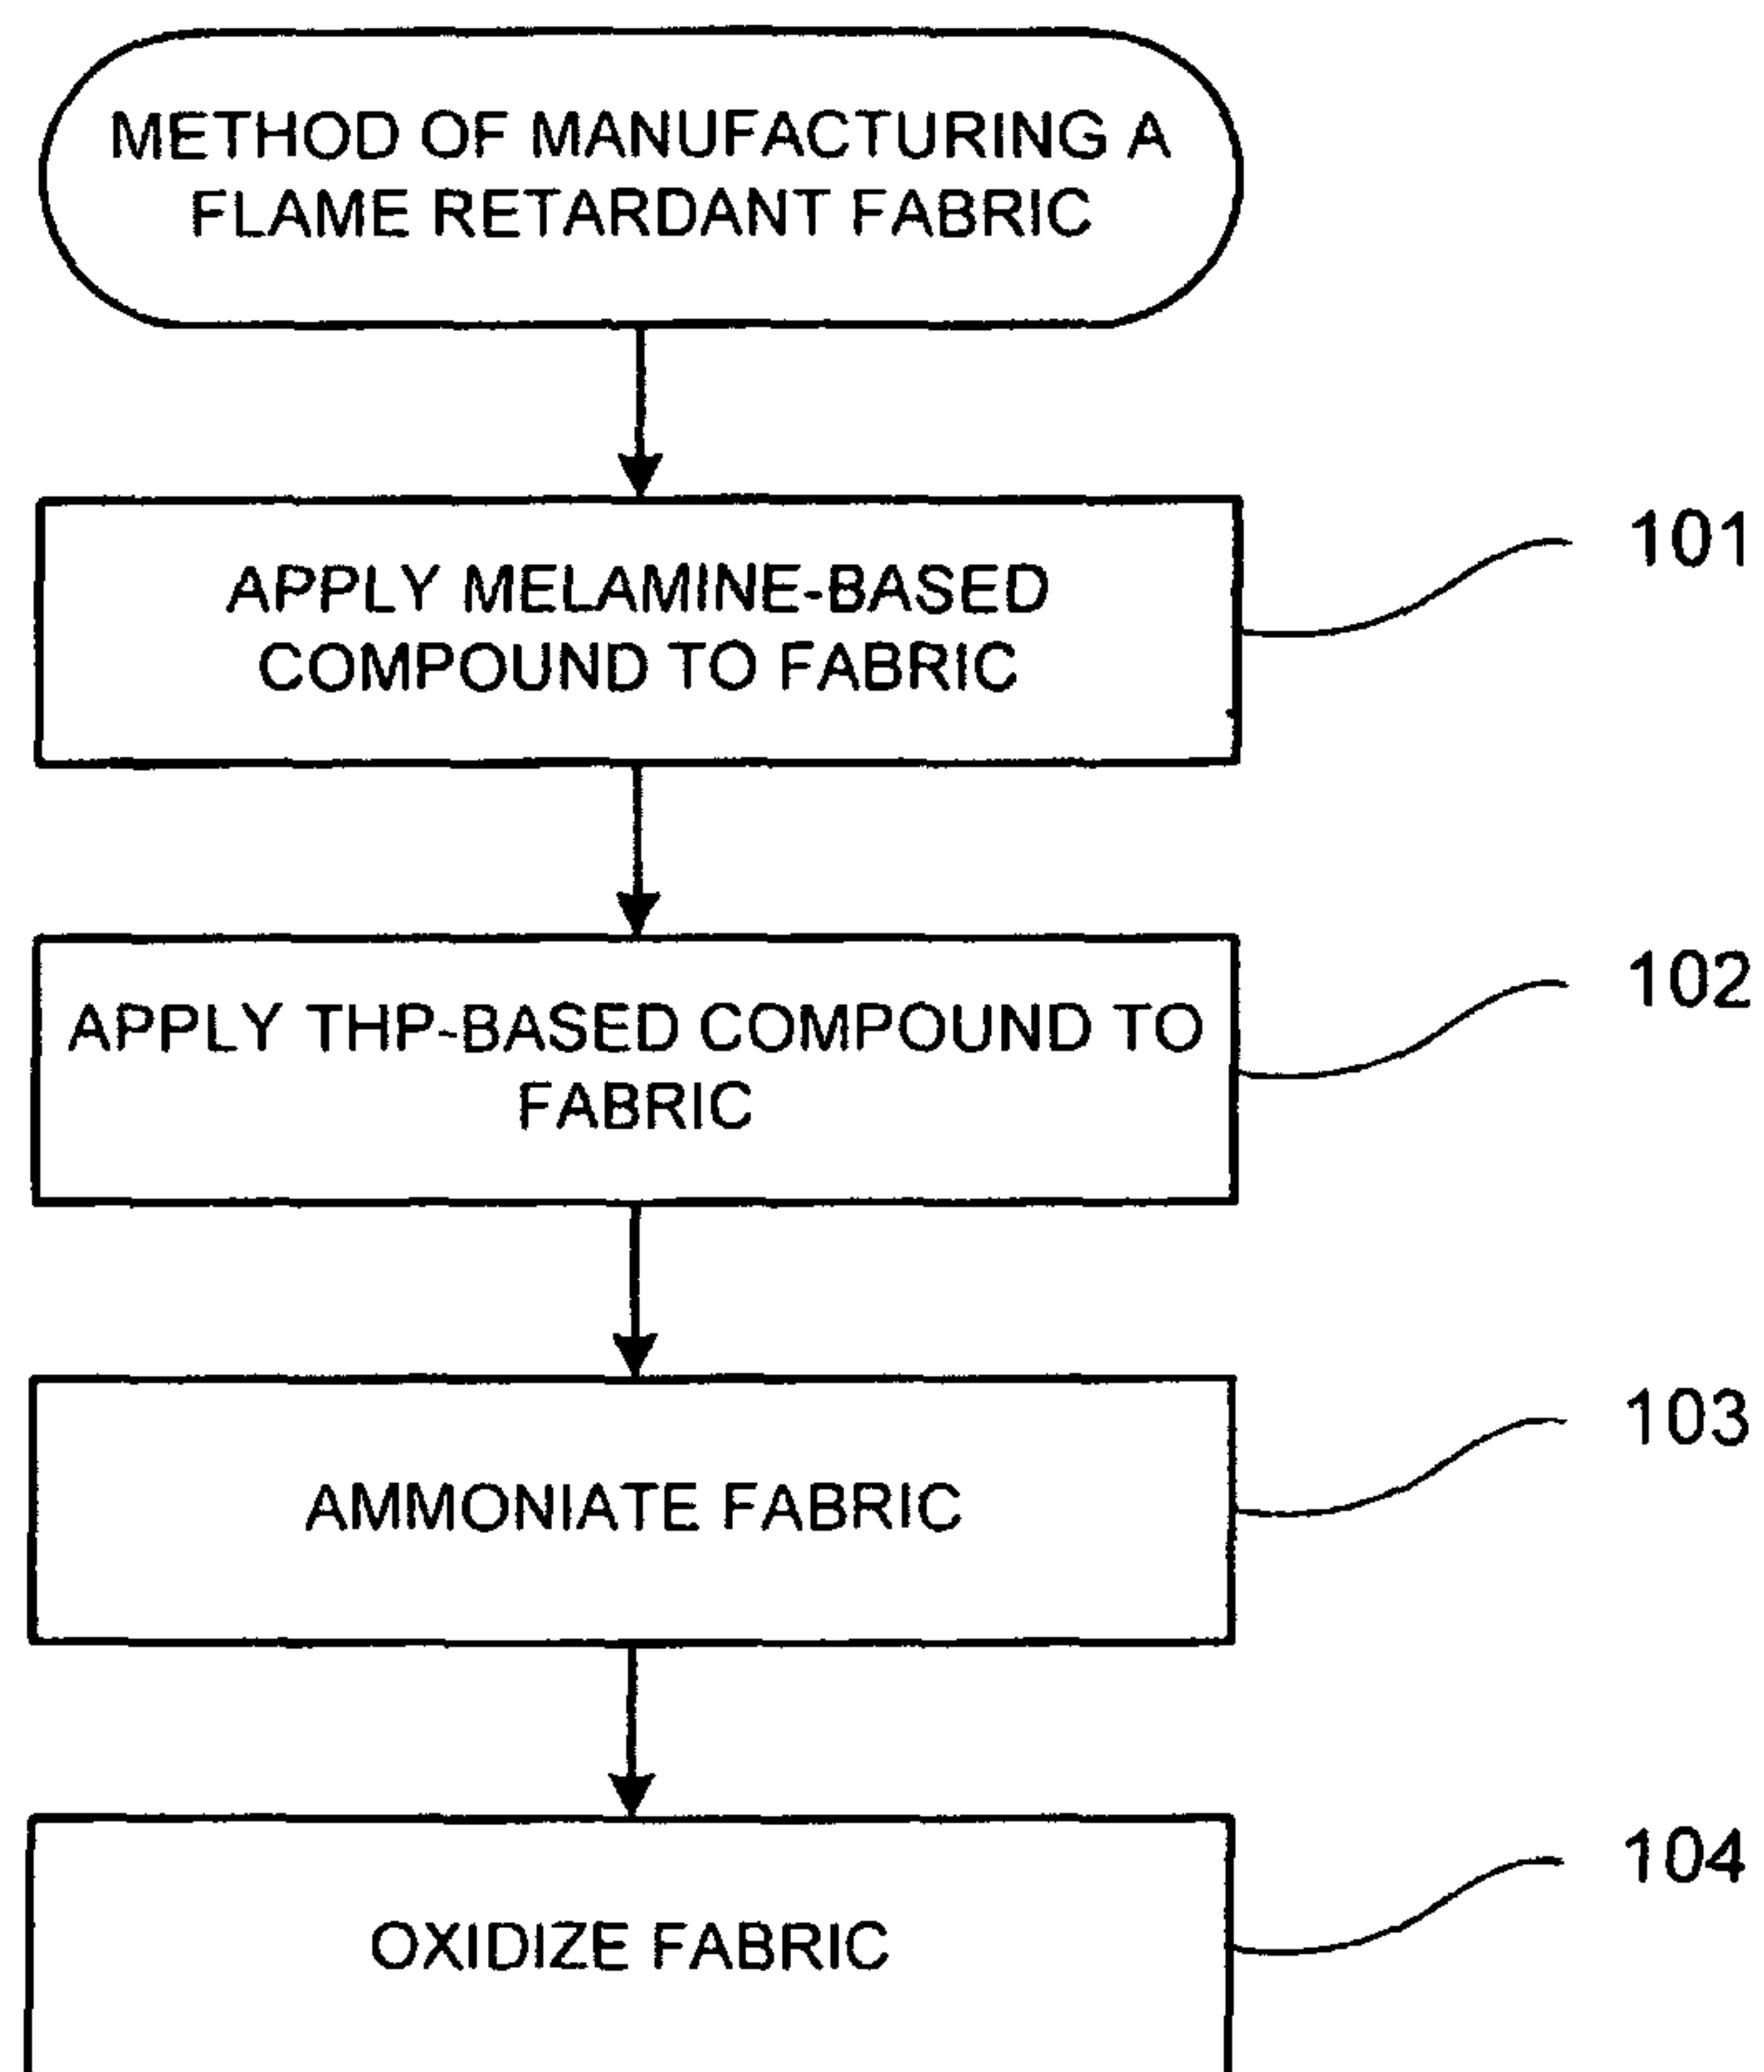 METHOD OF MANUFACTURING A
FLAME RETARDANT FABRIC
APPLY MELAMINE-BASED
COMPOUND TO FABRIC
101
APPLY THP-BASED COMPOUND TO
FABRIC
102
AMMONIATE FABRIC
103
OXIDIZE FABRIC
104